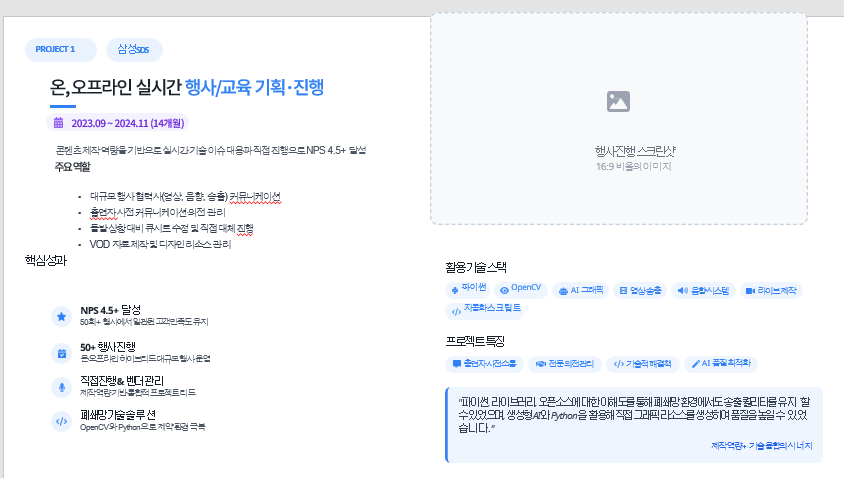 PROJECT 1
삼성SDS
온,오프라인 실시간 행사/교육 기획·진행
2023.09 ~ 2024.11 (14개월)
콘텐츠 제작 역량을 기반으로 실시간 기술 이슈 대응과 직접 진행으로 NPS 4.5+ 달성
주요 역할
• 대규모 행사 협력사(영상, 음향, 송출) 커뮤니케이션
• 출연자 사전 커뮤니케이션 의전 관리
• 돌발상황 대비 큐시트 수정 및 직접 대체 진행
• VOD 자료 제작 및 디자인 리소스 관리
핵심 성과
NPS 4.5+ 달성
50회+ 행사에서 일관된 고객만족도 유지
50+ 행사 진행
온오프라인 하이브리드 대규모 행사 운영
직접진행 & 벤더 관리
제작 역량 기반 통합적 프로젝트 리드
폐쇄망 기술 솔루션
OpenCV와 Python으로 제약 환경 극복
행사 진행 스크린샷
16:9 비율의 이미지
활용 기술 스택
파이썬
OpenCV
AI 그래픽
영상 송출
음향 시스템
라이브 제작
자동화 스크립트
프로젝트 특징
출연자 사전 소통
전문 의전 관리
기술적 해결책
AI 품질 최적화
"파이썬, 라이브러리, 오픈소스에 대한 이해도를 통해 폐쇄망 환경에서도 송출 퀄리티를 유지 할
수 있었으며, 생성형 AI와 Python을 활용해 직접 그래픽 리소스를 생성하여 품질을 높일 수 있었
습니다."
제작 역량 + 기술 융합의 시너지